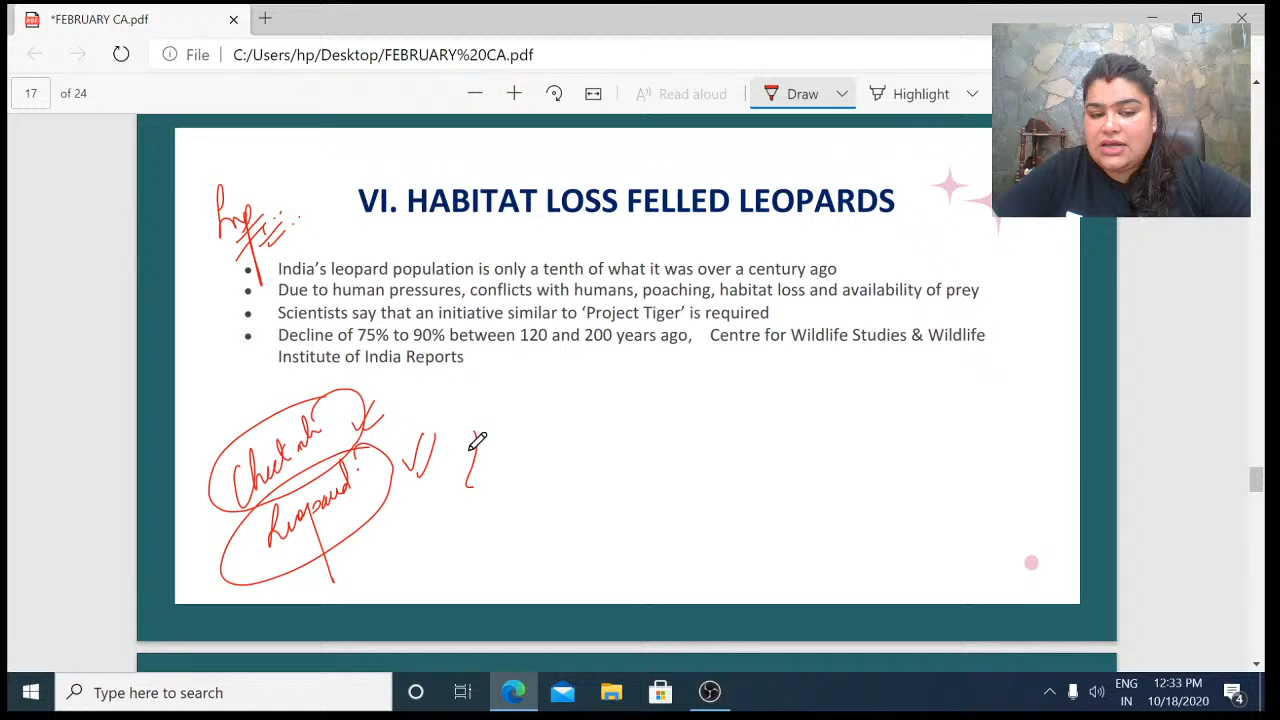 *FEBRUARY CA.pdf
File C:/Users/hp/Desktop/FEBRUARY%20CA.pdf
17 of 24 Read aloud Draw Highlight
VI. HABITAT LOSS FELLED LEOPARDS
Imp
• India's leopard population is only a tenth of what it was over a century ago
• Due to human pressures, conflicts with humans, poaching, habitat loss and availability of prey
• Scientists say that an initiative similar to 'Project Tiger' is required
• Decline of 75% to 90% between 120 and 200 years ago, Centre for Wildlife Studies & Wildlife
Institute of India Reports
Cheetah?
Leopard?
Type here to search
ENG 12:33 PM
IN 10/18/2020 4